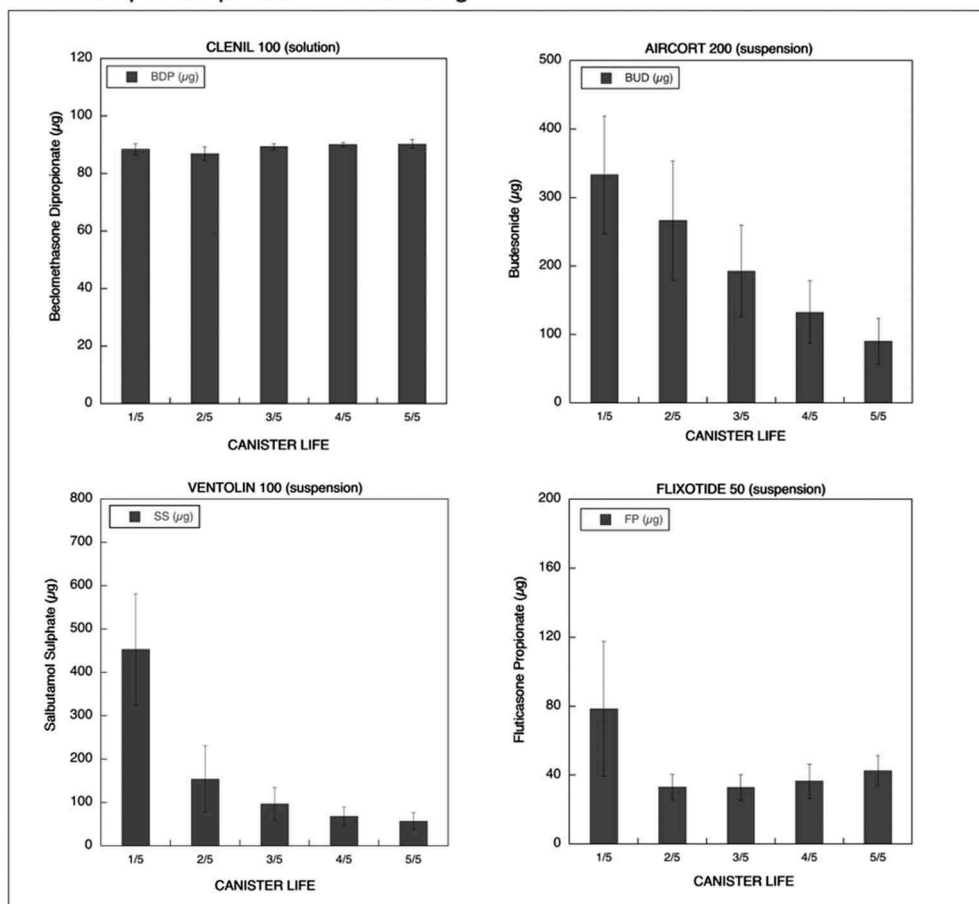 CLENIL 100 (solution)
BDP (µg)
Beclomethasone Dipropionate (µg)
120
100
80
60
40
20
0
1/5 2/5 3/5 4/5 5/5
CANISTER LIFE
AIRCORT 200 (suspension)
BUD (µg)
Budesonide (µg)
500
400
300
200
100
0
1/5 2/5 3/5 4/5 5/5
CANISTER LIFE
VENTOLIN 100 (suspension)
SS (µg)
Salbutamol Sulphate (µg)
800
700
600
500
400
300
200
100
0
1/5 2/5 3/5 4/5 5/5
CANISTER LIFE
FLIXOTIDE 50 (suspension)
FP (µg)
Fluticasone Propionate (µg)
200
160
120
80
40
0
1/5 2/5 3/5 4/5 5/5
CANISTER LIFE